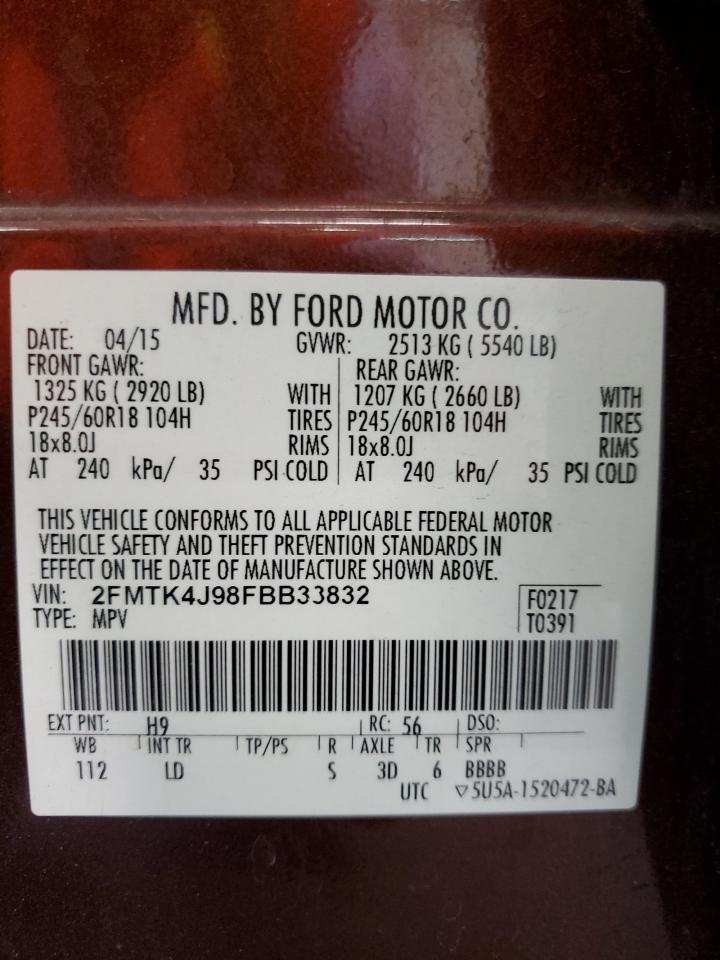 MFD. BY FORD MOTOR CO.
DATE: 04/15 GVWR: 2513 KG ( 5540 LB)
FRONT GAWR: REAR GAWR:
1325 KG ( 2920 LB) WITH 1207 KG ( 2660 LB) WITH
P245/60R18 104H TIRES P245/60R18 104H TIRES
18x8.0J RIMS 18x8.0J RIMS
AT 240 kPa/ 35 PSI COLD AT 240 kPa/ 35 PSI COLD
THIS VEHICLE CONFORMS TO ALL APPLICABLE FEDERAL MOTOR
VEHICLE SAFETY AND THEFT PREVENTION STANDARDS IN
EFFECT ON THE DATE OF MANUFACTURE SHOWN ABOVE.
VIN: 2FMTK4J98FBB33832 F0217
TYPE: MPV T0391
EXT PNT: H9 RC: 56 DSO:
WB INT TR TP/PS R AXLE TR SPR
112 LD S 3D 6 BBBB
UTC ▽5U5A-1520472-BA